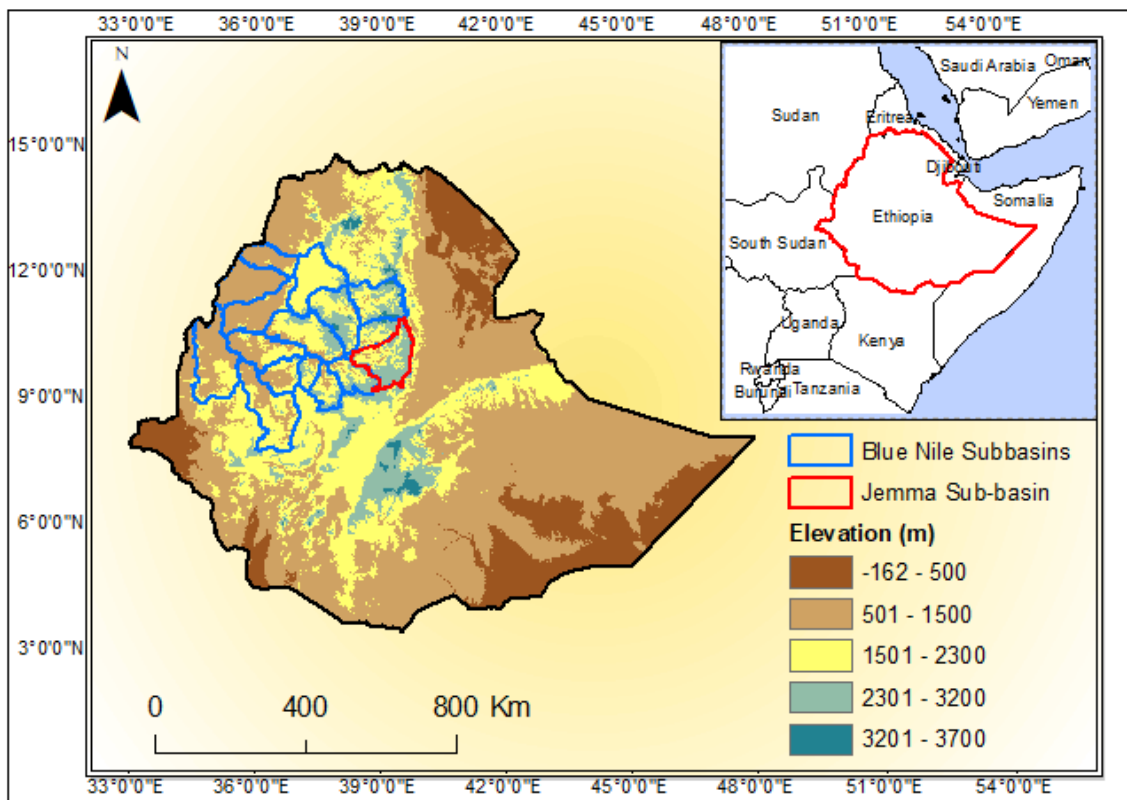 33°0'0"E 36°0'0"E 39°0'0"E 42°0'0"E 45°0'0"E 48°0'0"E 51°0'0"E 54°0'0"E
N
15°0'0"N
12°0'0"N
9°0'0"N
6°0'0"N
3°0'0"N
Saudi Arabia
Oman
Sudan
Eritrea
Yemen
Djibouti
Somalia
Ethiopia
South Sudan
Uganda
Kenya
Rwanda
Burundi
Tanzania
Blue Nile Subbasins
Jemma Sub-basin
Elevation (m)
-162 - 500
501 - 1500
1501 - 2300
2301 - 3200
3201 - 3700
0 400 800 Km
33°0'0"E 36°0'0"E 39°0'0"E 42°0'0"E 45°0'0"E 48°0'0"E 51°0'0"E 54°0'0"E